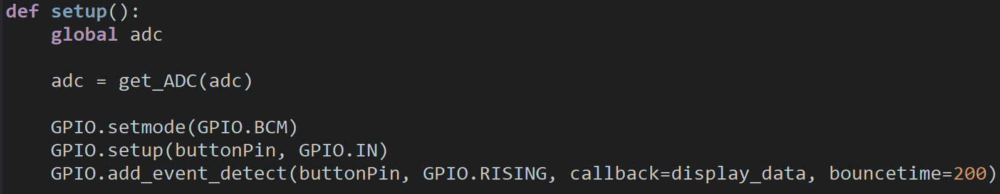 def setup():
    global adc

    adc = get_ADC(adc)

    GPIO.setmode(GPIO.BCM)
    GPIO.setup(buttonPin, GPIO.IN)
    GPIO.add_event_detect(buttonPin, GPIO.RISING, callback=display_data, bouncetime=200)